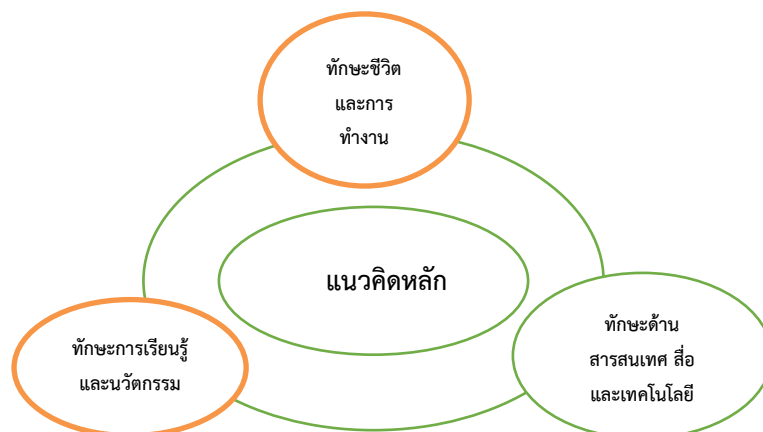 ทักษะชีวิต
และการ
ทำงาน
แนวคิดหลัก
ทักษะการเรียนรู้
และนวัตกรรม
ทักษะด้าน
สารสนเทศ สื่อ
และเทคโนโลยี